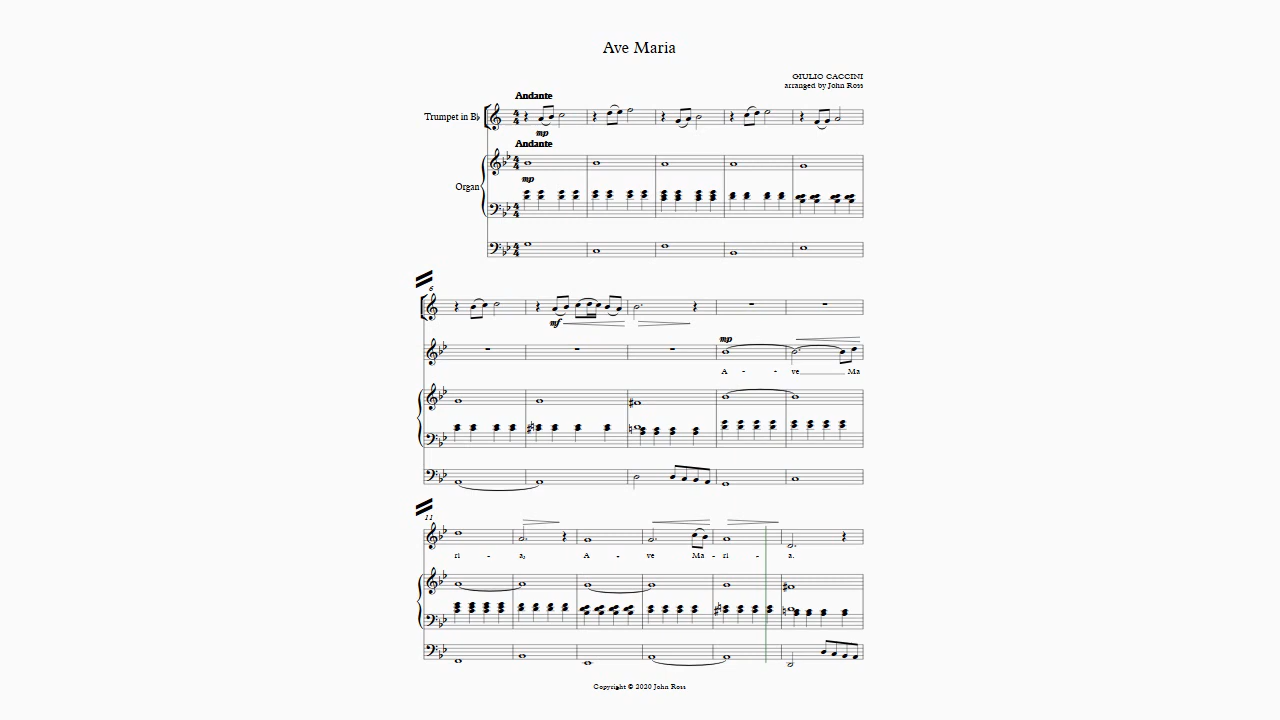 Ave Maria
GIULIO CACCINI
arranged by John Ross
Andante
Trumpet in B♭
mp
Andante
Organ
mp
6
mf
mp
A - - ve Ma
11
ri - a, A - ve Ma - ri - a.
Copyright © 2020 John Ross